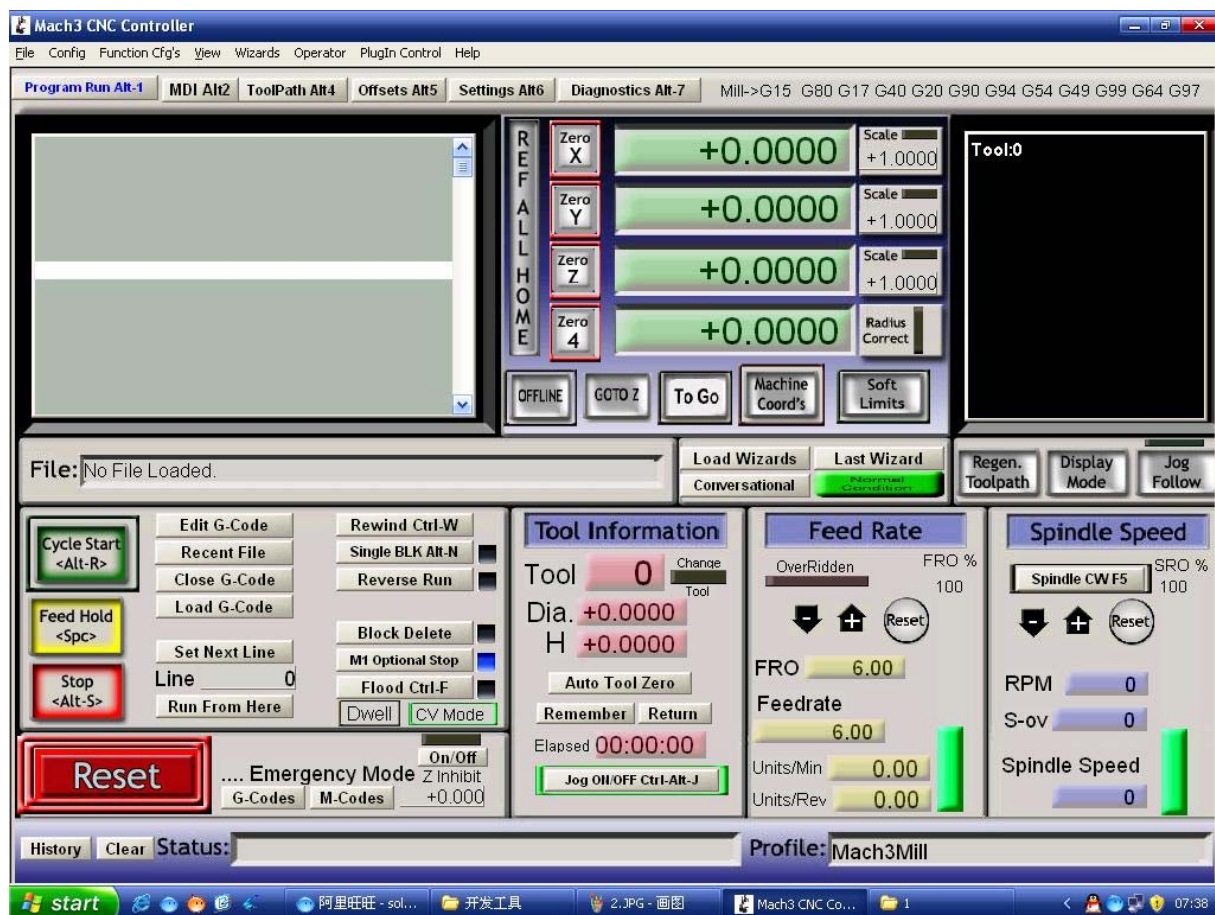 Mach3 CNC Controller
File Config Function Cfg's View Wizards Operator PlugIn Control Help
Program Run Alt-1 MDI Alt2 ToolPath Alt4 Offsets Alt5 Settings Alt6 Diagnostics Alt-7 Mill->G15 G80 G17 G40 G20 G90 G94 G54 G49 G99 G64 G97
REF ALL HOME
Zero X +0.0000 Scale +1.0000
Zero Y +0.0000 Scale +1.0000
Zero Z +0.0000 Scale +1.0000
Zero 4 +0.0000 Radius Correct
OFFLINE GOTO Z To Go Machine Coord's Soft Limits
Tool:0
File: No File Loaded.
Load Wizards Last Wizard
Conversational Normal Condition
Regen. Toolpath Display Mode Jog Follow
Cycle Start <Alt-R>
Feed Hold <Spc>
Stop <Alt-S>
Edit G-Code
Recent File
Close G-Code
Load G-Code
Set Next Line
Line 0
Run From Here
Rewind Ctrl-W
Single BLK Alt-N
Reverse Run
Block Delete
M1 Optional Stop
Flood Ctrl-F
Dwell CV Mode
Reset
.... Emergency Mode
G-Codes M-Codes
On/Off
Z Inhibit
+0.000
Tool Information
Tool 0 Change Tool
Dia. +0.0000
H +0.0000
Auto Tool Zero
Remember Return
Elapsed 00:00:00
Jog ON/OFF Ctrl-Alt-J
Feed Rate
OverRidden FRO %
100
Reset
FRO 6.00
Feedrate
6.00
Units/Min 0.00
Units/Rev 0.00
Spindle Speed
Spindle CW F5 SRO %
100
Reset
RPM 0
S-ov 0
Spindle Speed
0
History Clear Status:
Profile: Mach3Mill
start 阿里旺旺 - sol... 开发工具 2.JPG - 画图 Mach3 CNC Co... 1 07:38